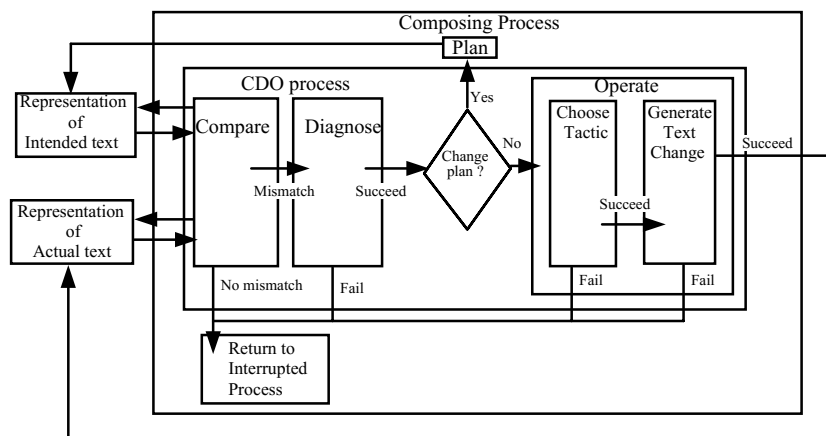 Composing Process
Plan
CDO process
Yes
Operate
Representation
of
Intended text
Compare
Diagnose
Change
plan ?
No
Choose
Tactic
Generate
Text
Change
Succeed
Mismatch
Succeed
Succeed
Representation
of
Actual text
No mismatch
Fail
Fail
Fail
Return to
Interrupted
Process